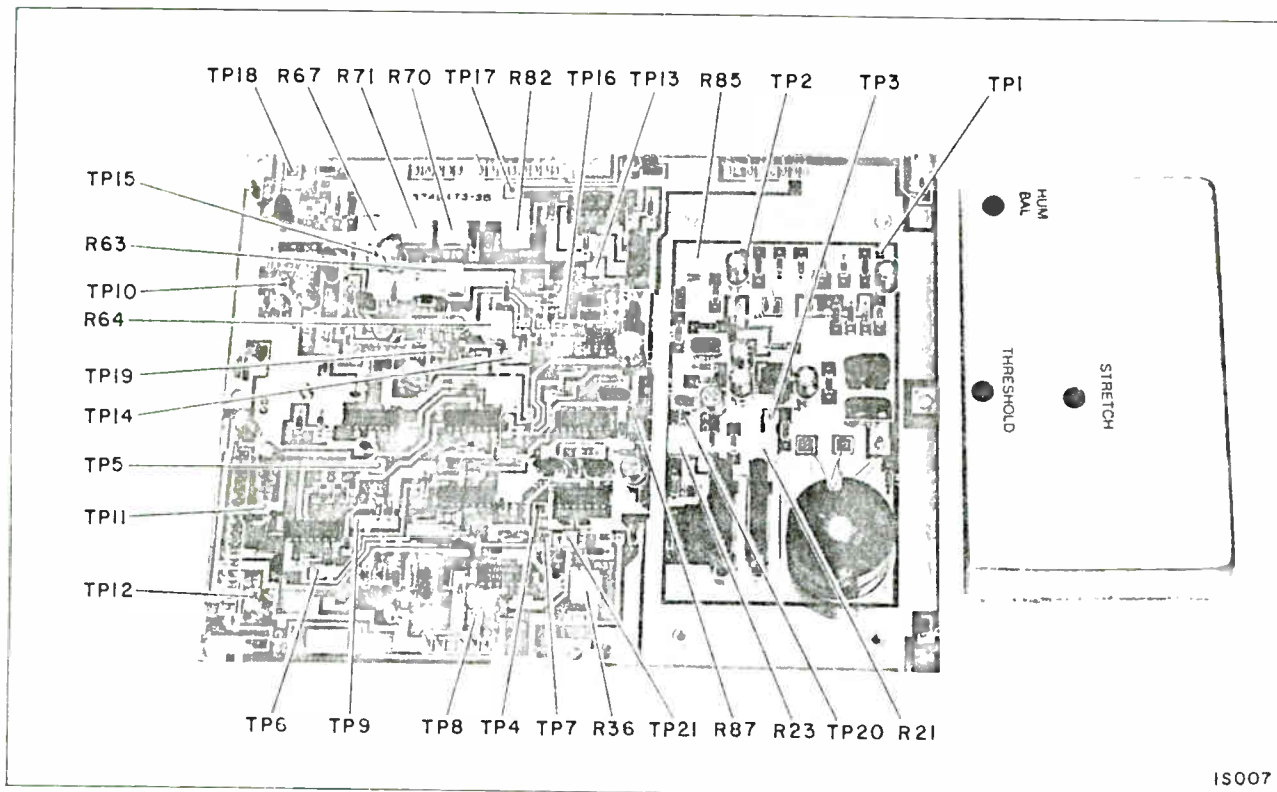 TP18 R67 R71 R70 TP17 R82 TP16 TP13 R85 TP2 TP3 TP1
TP15
R63
TP10
R64
TP19
TP14
TP5
TP11
TP12
TP6 TP9 TP8 TP4 TP7 R36 TP21 R87 R23 TP20 R21
HUM
BAL
THRESHOLD
STRETCH
IS007